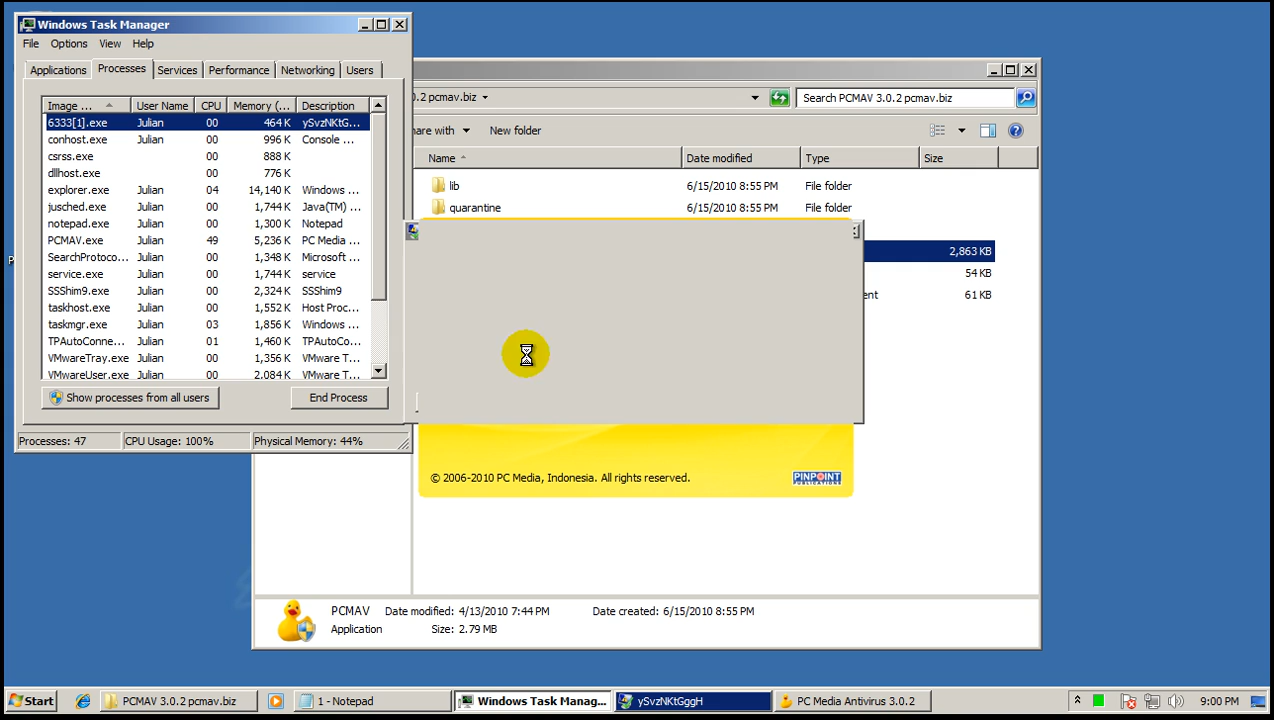 Windows Task Manager
File Options View Help
Applications Processes Services Performance Networking Users
Image ... User Name CPU Memory (... Description
6333[1].exe Julian 00 464 K ySvzNKtG...
conhost.exe Julian 00 996 K Console ...
csrss.exe 00 888 K
dllhost.exe 00 776 K
explorer.exe Julian 04 14,140 K Windows ...
jusched.exe Julian 00 1,744 K Java(TM) ...
notepad.exe Julian 00 1,300 K Notepad
PCMAV.exe Julian 49 5,236 K PC Media ...
SearchProtoco... Julian 00 1,348 K Microsoft ...
service.exe Julian 00 1,744 K service
SSShim9.exe Julian 00 2,324 K SSShim9
taskhost.exe Julian 00 1,552 K Host Proc...
taskmgr.exe Julian 03 1,856 K Windows ...
TPAutoConne... Julian 01 1,460 K TPAutoCo...
VMwareTray.exe Julian 00 1,356 K VMware T...
VMwareUser.exe Julian 00 2,084 K VMware T...
Show processes from all users End Process
Processes: 47 CPU Usage: 100% Physical Memory: 44%
0.2 pcmav.biz Search PCMAV 3.0.2 pcmav.biz
hare with New folder
Name Date modified Type Size
lib 6/15/2010 8:55 PM File folder
quarantine 6/15/2010 8:55 PM File folder
2,863 KB
54 KB
ent 61 KB
© 2006-2010 PC Media, Indonesia. All rights reserved.
PINPOINT
PUBLICATIONS
PCMAV Date modified: 4/13/2010 7:44 PM Date created: 6/15/2010 8:55 PM
Application Size: 2.79 MB
Start PCMAV 3.0.2 pcmav.biz 1 - Notepad Windows Task Manag... ySvzNKtGggH PC Media Antivirus 3.0.2 9:00 PM